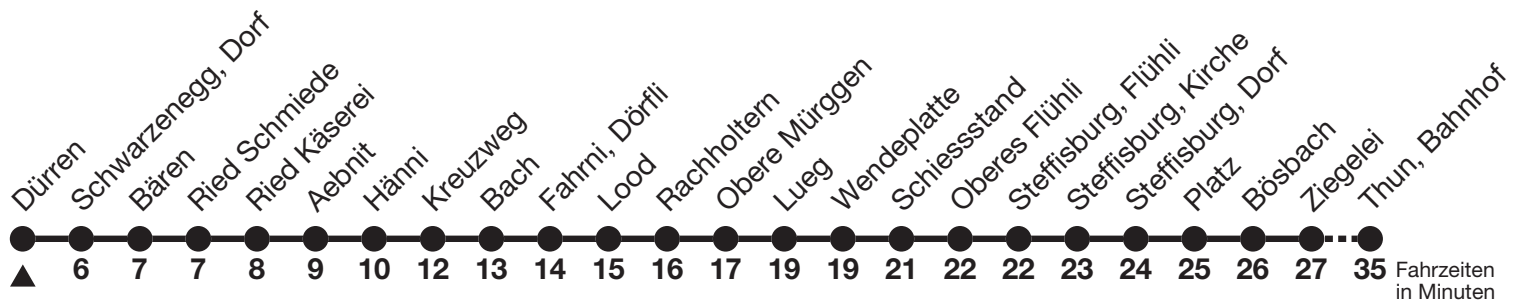 Dürren
Schwarzenegg, Dorf
Bären
Ried Schmiede
Ried Käserei
Aebnit
Hänni
Kreuzweg
Bach
Fahrni, Dörfli
Lood
Rachholtern
Obere Mürggen
Lueg
Wendeplatte
Schiessstand
Oberes Flühli
Steffisburg, Flühli
Steffisburg, Kirche
Steffisburg, Dorf
Platz
Bösbach
Ziegelei
Thun, Bahnhof
6 7 7 8 9 10 12 13 14 15 16 17 19 19 21 22 22 23 24 25 26 27 35 Fahrzeiten
in Minuten